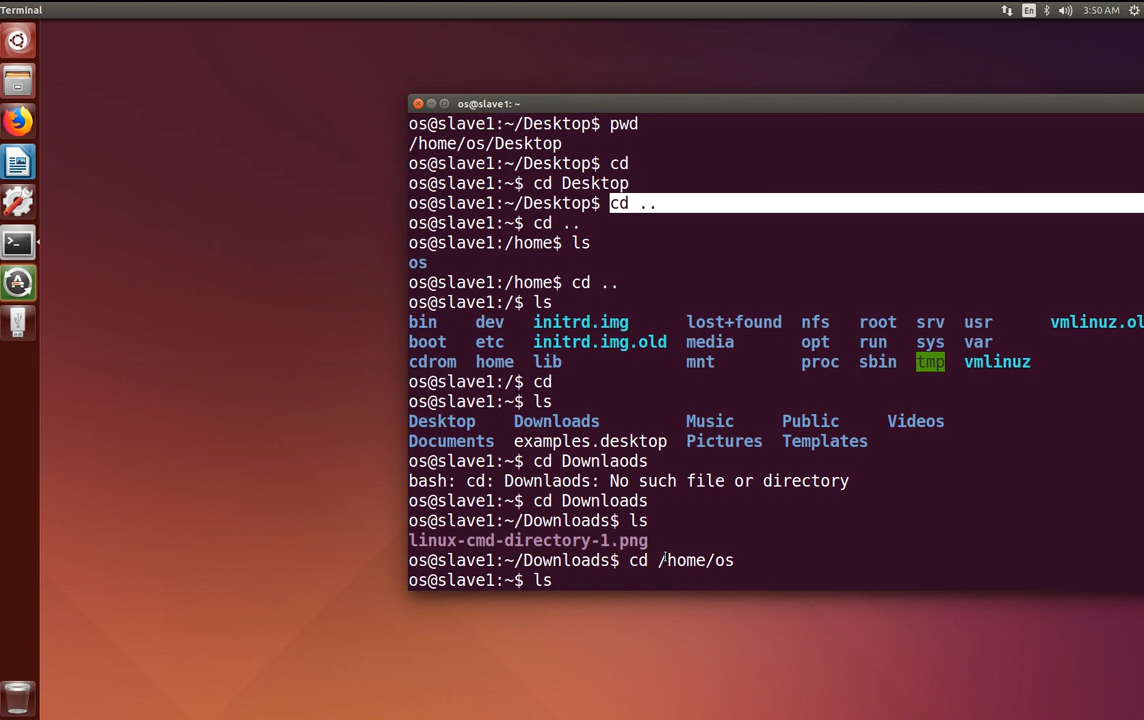 Terminal
En
3:50 AM
os@slave1: ~
os@slave1:~/Desktop$ pwd
/home/os/Desktop
os@slave1:~/Desktop$ cd
os@slave1:~$ cd Desktop
os@slave1:~/Desktop$ cd ..
os@slave1:~$ cd ..
os@slave1:/home$ ls
os
os@slave1:/home$ cd ..
os@slave1:/$ ls
bin dev initrd.img lost+found nfs root srv usr vmlinuz.ol
boot etc initrd.img.old media opt run sys var
cdrom home lib mnt proc sbin tmp vmlinuz
os@slave1:/$ cd
os@slave1:~$ ls
Desktop Downloads Music Public Videos
Documents examples.desktop Pictures Templates
os@slave1:~$ cd Downlaods
bash: cd: Downlaods: No such file or directory
os@slave1:~$ cd Downloads
os@slave1:~/Downloads$ ls
linux-cmd-directory-1.png
os@slave1:~/Downloads$ cd /home/os
os@slave1:~$ ls